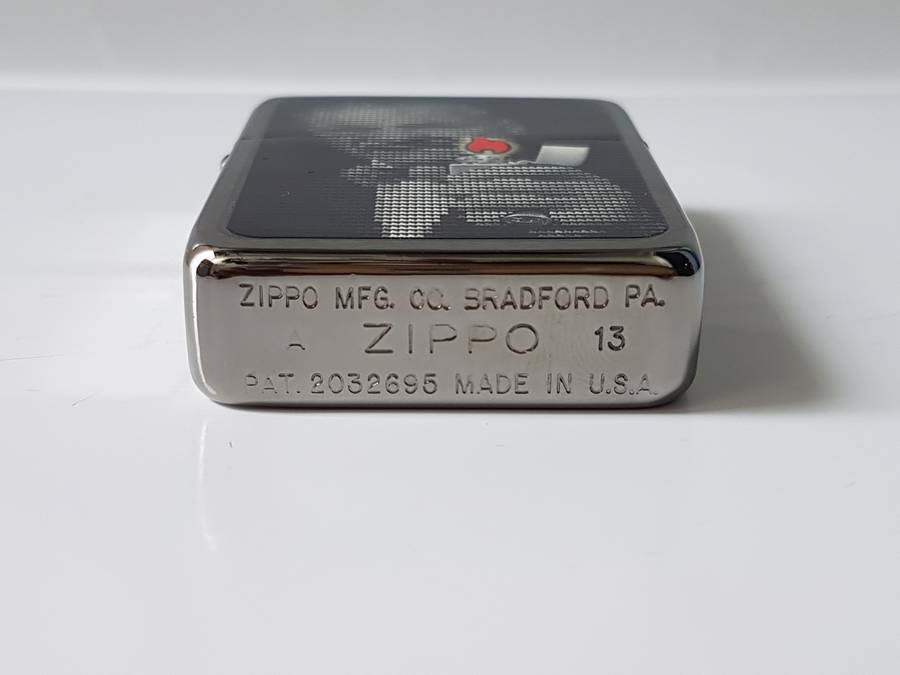 ZIPPO MFG. CO. BRADFORD PA.
A ZIPPO 13
PAT. 2032695 MADE IN U.S.A.